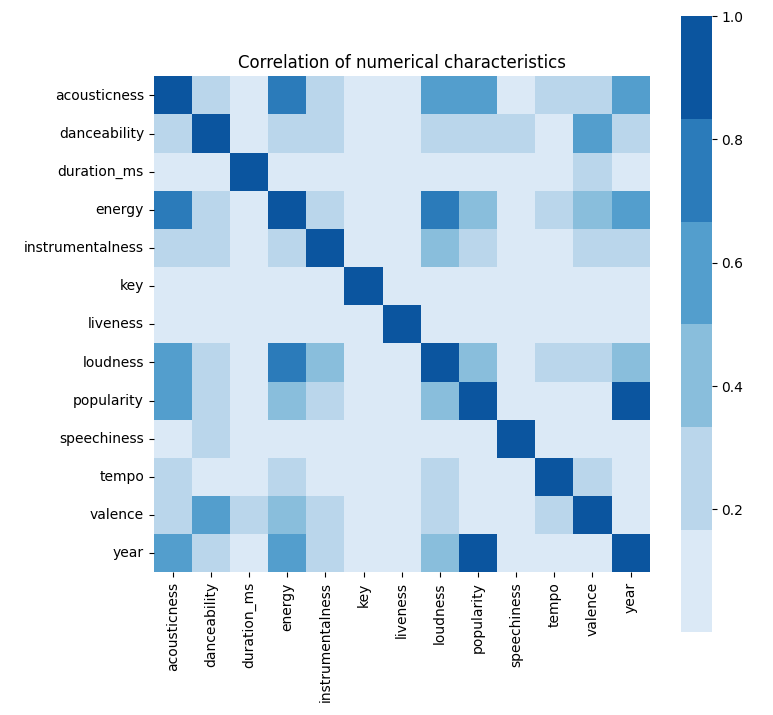 Correlation of numerical characteristics
acousticness
danceability
duration_ms
energy
instrumentalness
key
liveness
loudness
popularity
speechiness
tempo
valence
year
acousticness
danceability
duration_ms
energy
instrumentalness
key
liveness
loudness
popularity
speechiness
tempo
valence
year
1.0
0.8
0.6
0.4
0.2